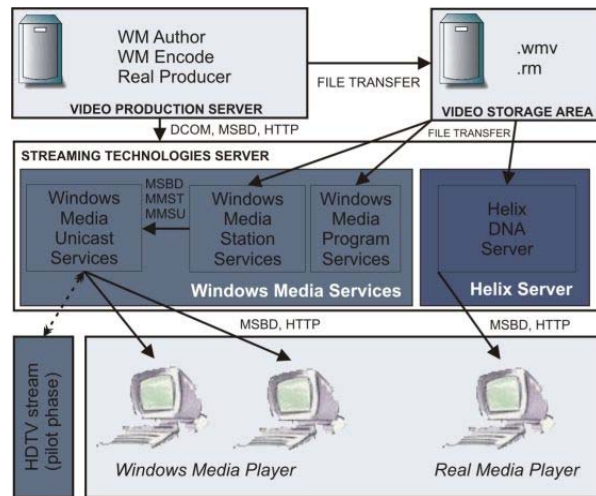 WM Author
WM Encode
Real Producer
VIDEO PRODUCTION SERVER
FILE TRANSFER
.wmv
.rm
VIDEO STORAGE AREA
DCOM, MSBD, HTTP
FILE TRANSFER
STREAMING TECHNOLOGIES SERVER
Windows
Media
Unicast
Services
MSBD
MMST
MMSU
Windows
Media
Station
Services
Windows
Media
Program
Services
Windows Media Services
Helix
DNA
Server
Helix Server
MSBD, HTTP
MSBD, HTTP
HDTV stream
(pilot phase)
Windows Media Player
Real Media Player